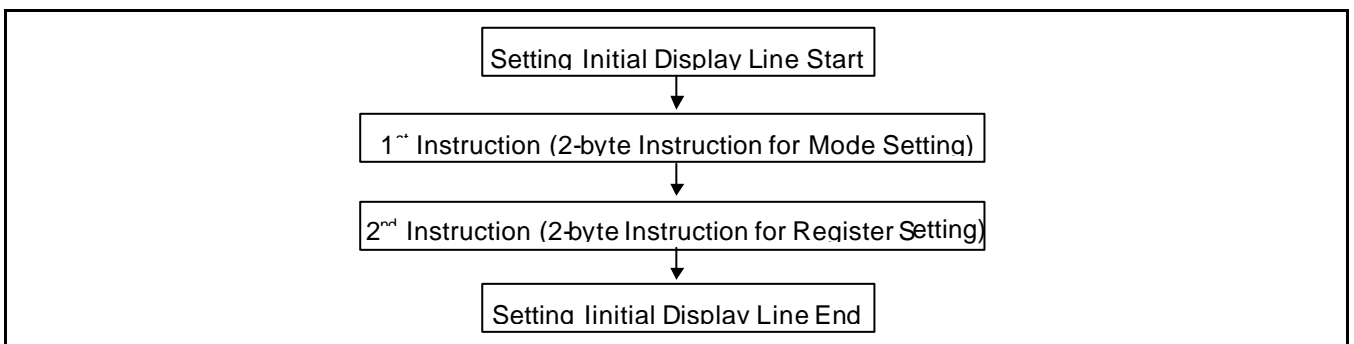 Setting Initial Display Line Start
1st Instruction (2-byte Instruction for Mode Setting)
2nd Instruction (2-byte Instruction for Register Setting)
Setting Iinitial Display Line End